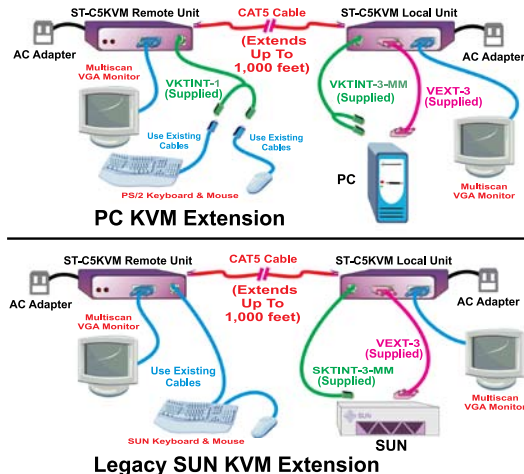 ST-C5KVM Remote Unit
CAT5 Cable
ST-C5KVM Local Unit
AC Adapter
(Extends
Up To
1,000 feet)
AC Adapter
Multiscan
VGA Monitor
VKTINT-1
(Supplied)
VKTINT-3-MM
(Supplied)
VEXT-3
(Supplied)
Use Existing
Cables
Use Existing
Cables
PS/2 Keyboard & Mouse
PC
Multiscan
VGA Monitor
PC KVM Extension
ST-C5KVM Remote Unit
CAT5 Cable
ST-C5KVM Local Unit
AC Adapter
(Extends
Up To
1,000 feet)
AC Adapter
Multiscan
VGA Monitor
Use Existing
Cables
VEXT-3
(Supplied)
SKTINT-3-MM
(Supplied)
Multiscan
VGA Monitor
SUN Keyboard & Mouse
SUN
SUN
Legacy SUN KVM Extension